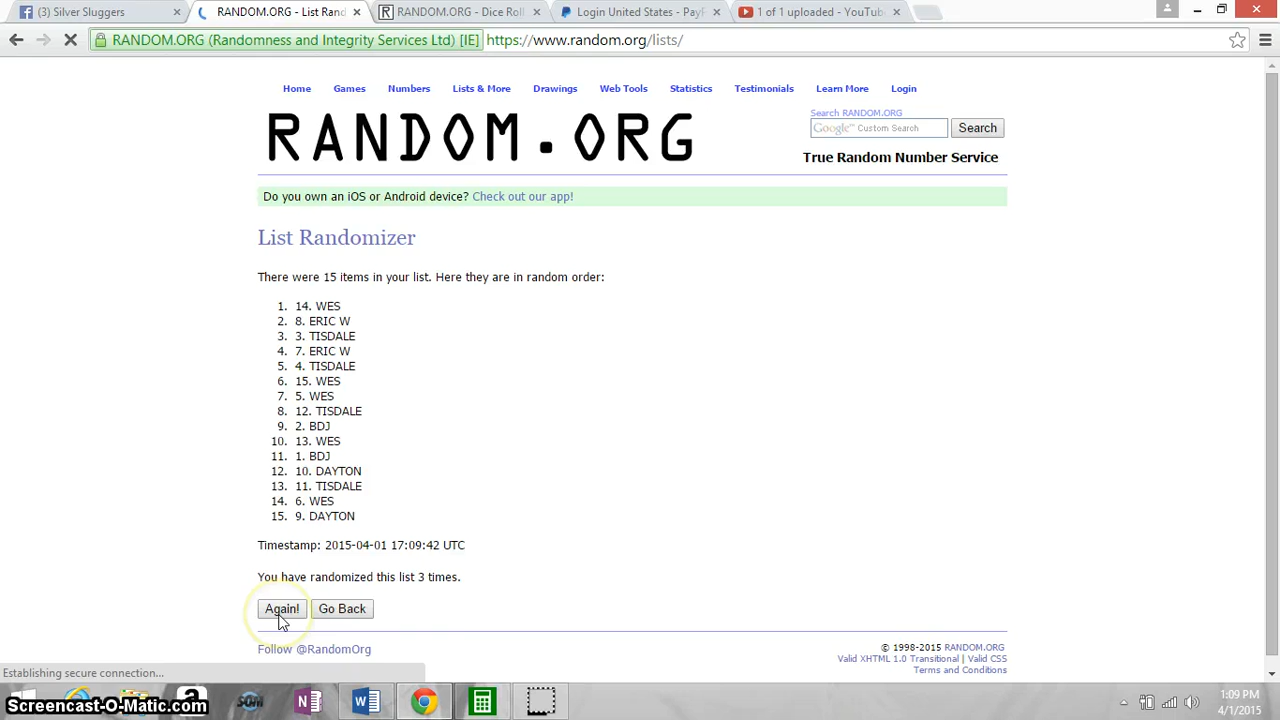 (3) Silver Sluggers
RANDOM.ORG - List Rand
RANDOM.ORG - Dice Roll
Login United States - PayP
1 of 1 uploaded - YouTube
RANDOM.ORG (Randomness and Integrity Services Ltd) [IE]
https://www.random.org/lists/
Home Games Numbers Lists & More Drawings Web Tools Statistics Testimonials Learn More Login
RANDOM.ORG
Search RANDOM.ORG
Google™ Custom Search
Search
True Random Number Service
Do you own an iOS or Android device? Check out our app!
List Randomizer
There were 15 items in your list. Here they are in random order:
1. 14. WES
2. 8. ERIC W
3. 3. TISDALE
4. 7. ERIC W
5. 4. TISDALE
6. 15. WES
7. 5. WES
8. 12. TISDALE
9. 2. BDJ
10. 13. WES
11. 1. BDJ
12. 10. DAYTON
13. 11. TISDALE
14. 6. WES
15. 9. DAYTON
Timestamp: 2015-04-01 17:09:42 UTC
You have randomized this list 3 times.
Again! Go Back
Follow @RandomOrg
© 1998-2015 RANDOM.ORG
Valid XHTML 1.0 Transitional | Valid CSS
Terms and Conditions
Establishing secure connection...
Screencast-O-Matic.com
1:09 PM
4/1/2015